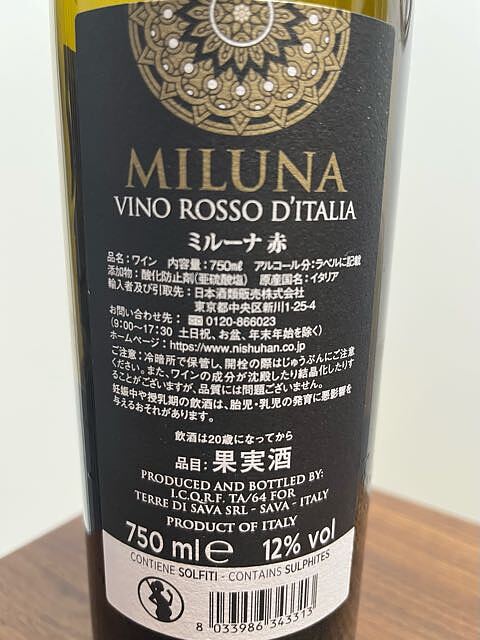 MILUNA
VINO ROSSO D'ITALIA
ミルーナ 赤
品名：ワイン 内容量：750ml アルコール分：ラベルに記載
添加物：酸化防止剤(亜硫酸塩) 原産国名：イタリア
輸入者及び引取先：日本酒類販売株式会社
東京都中央区新川1-25-4
お問い合わせ先： 0120-866023
(9:00〜17:30 土日祝、お盆、年末年始を除く)
ホームページ：https://www.nishuhan.co.jp
ご注意：冷暗所で保管し、開栓の際はじゅうぶんにご注意
ください。また、ワインの成分が沈殿したり結晶化したりす
ることがございますが、品質には問題ございません。
妊娠中や授乳期の飲酒は、胎児・乳児の発育に悪影響を
与えるおそれがあります。
飲酒は20歳になってから
品目：果実酒
PRODUCED AND BOTTLED BY:
I.C.Q.R.F. TA/64 FOR
TERRE DI SAVA SRL - SAVA - ITALY
PRODUCT OF ITALY
750 ml e 12% vol
CONTIENE SOLFITI - CONTAINS SULPHITES
8 033986 343313